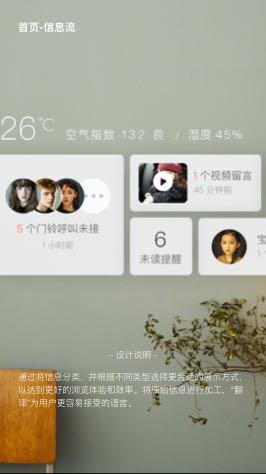 首页-信息流
26℃ 空气指数 132 良 / 湿度 45%
5 个门铃呼叫未接
1 小时前
1 个视频留言
45 分钟前
6
未读提醒
宝
- 设计说明 -
通过将信息分类，并根据不同类型选择更合适的展示方式，
以达到更好的浏览体验和效率。将原始信息进行加工，“翻
译”为用户更容易接受的语言。